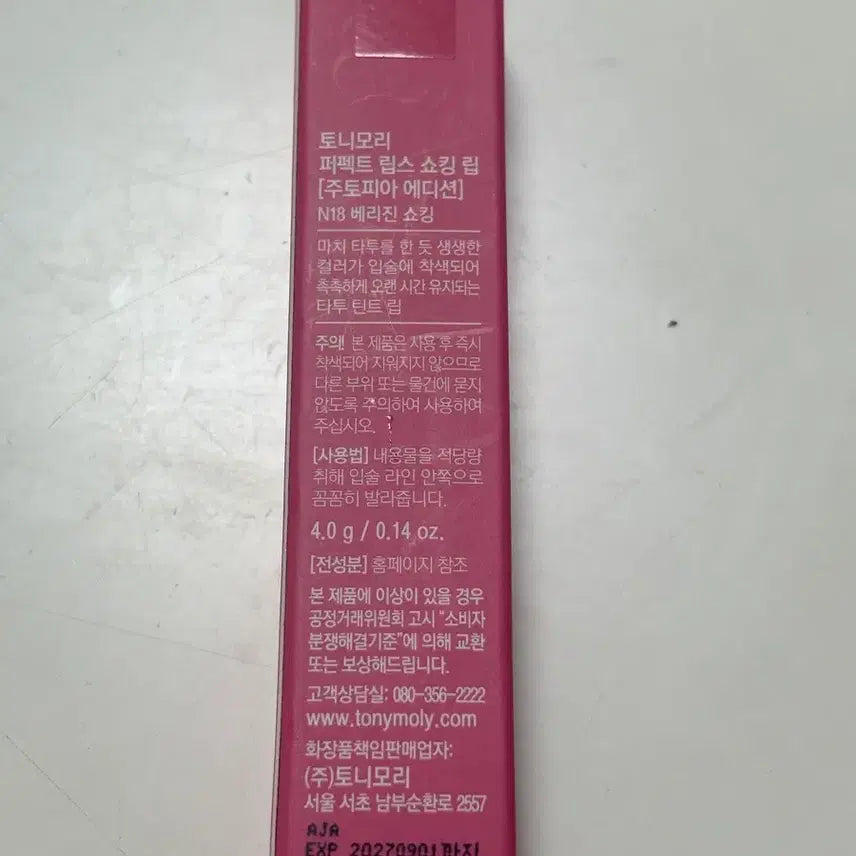 토니모리
퍼펙트 립스 쇼킹 립
[주토피아 에디션]
N18 베리진 쇼킹
마치 타투를 한 듯 생생한
컬러가 입술에 착색되어
촉촉하게 오랜 시간 유지되는
타투 틴트 립
주의! 본 제품은 사용 후 즉시
착색되어 지워지지 않으므로
다른 부위 또는 물건에 묻지
않도록 주의하여 사용하여
주십시오.
[사용법] 내용물을 적당량
취해 입술 라인 안쪽으로
꼼꼼히 발라줍니다.
4.0 g / 0.14 oz.
[전성분] 홈페이지 참조
본 제품에 이상이 있을 경우
공정거래위원회 고시 "소비자
분쟁해결기준"에 의해 교환
또는 보상해드립니다.
고객상담실: 080-356-2222
www.tonymoly.com
화장품책임판매업자:
(주)토니모리
서울 서초 남부순환로 2557
AJA
EXP 20270901까지